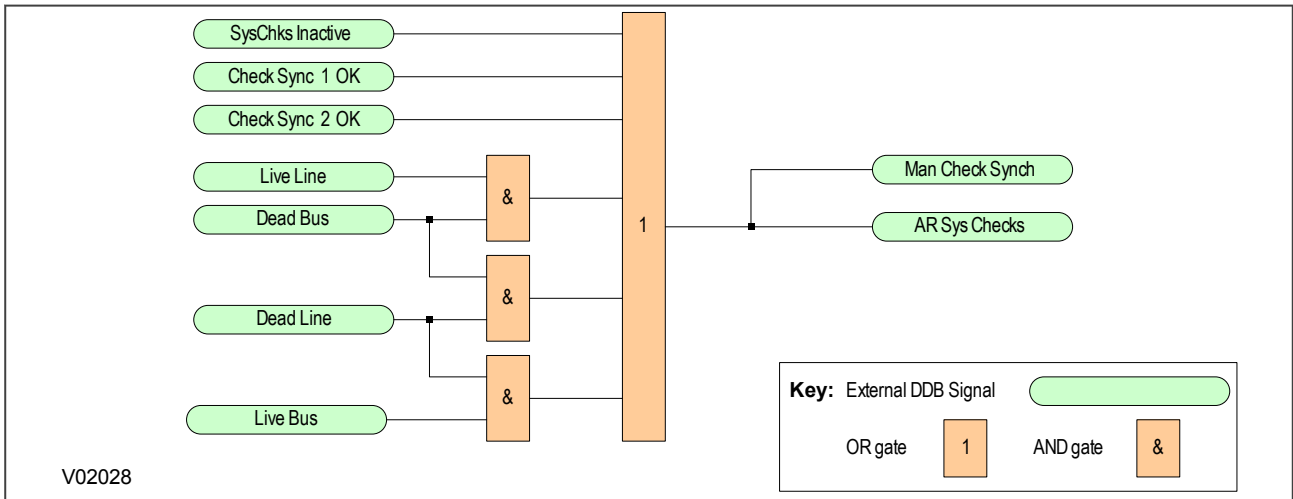 SysChks Inactive
Check Sync 1 OK
Check Sync 2 OK
Live Line
Dead Bus
Dead Line
Live Bus
&
&
&
1
Man Check Synch
AR Sys Checks
Key: External DDB Signal
OR gate 1 AND gate &
V02028